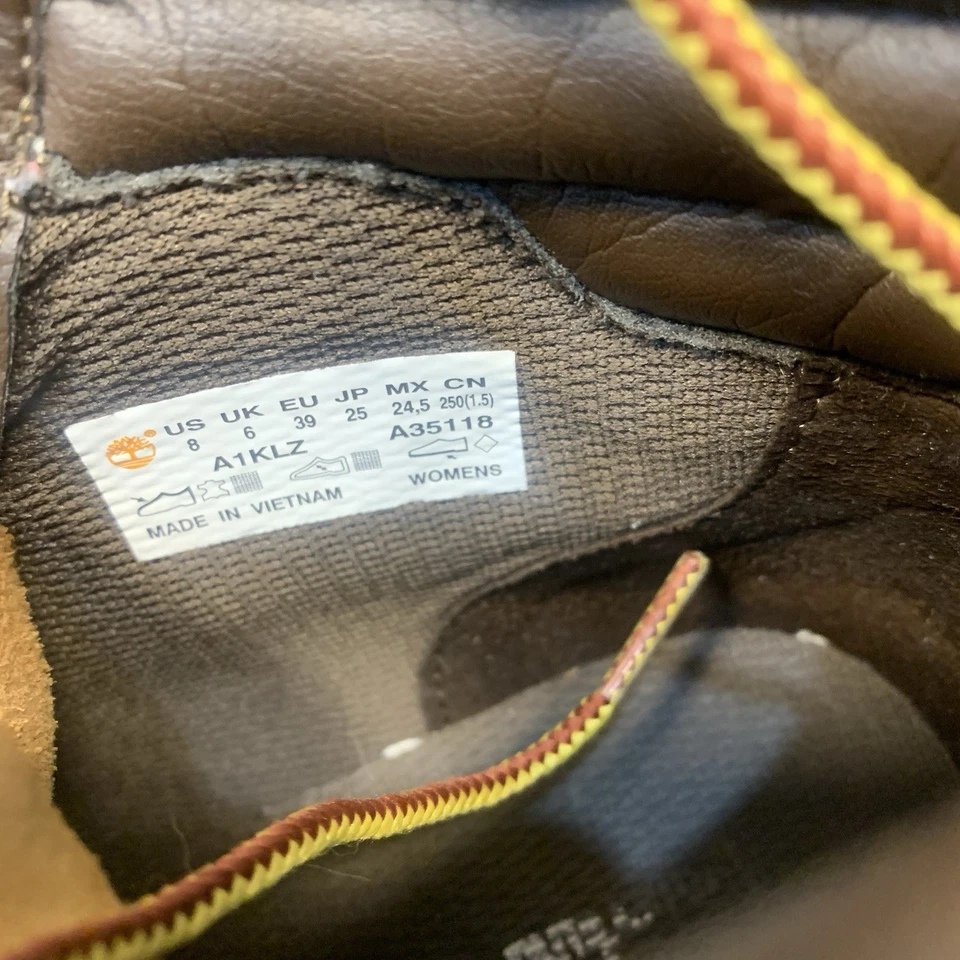 US UK EU JP MX CN
8 6 39 25 24,5 250(1.5)
A1KLZ A35118
MADE IN VIETNAM WOMENS